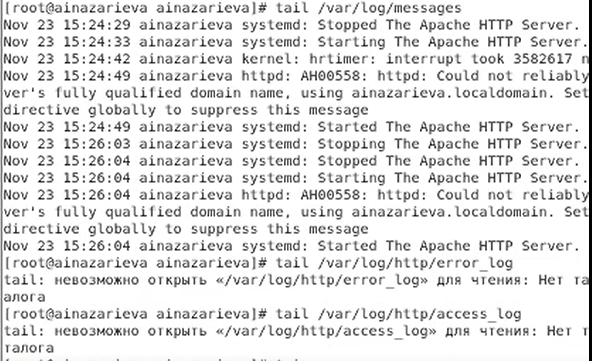 [root@ainazarieva ainazarieva]# tail /var/log/messages
Nov 23 15:24:29 ainazarieva systemd: Stopped The Apache HTTP Server.
Nov 23 15:24:33 ainazarieva systemd: Starting The Apache HTTP Server.
Nov 23 15:24:42 ainazarieva kernel: hrtimer: interrupt took 3582617 n
Nov 23 15:24:49 ainazarieva httpd: AH00558: httpd: Could not reliably
ver's fully qualified domain name, using ainazarieva.localdomain. Set
directive globally to suppress this message
Nov 23 15:24:49 ainazarieva systemd: Started The Apache HTTP Server.
Nov 23 15:26:03 ainazarieva systemd: Stopping The Apache HTTP Server.
Nov 23 15:26:04 ainazarieva systemd: Stopped The Apache HTTP Server.
Nov 23 15:26:04 ainazarieva systemd: Starting The Apache HTTP Server.
Nov 23 15:26:04 ainazarieva httpd: AH00558: httpd: Could not reliably
ver's fully qualified domain name, using ainazarieva.localdomain. Set
directive globally to suppress this message
Nov 23 15:26:04 ainazarieva systemd: Started The Apache HTTP Server.
[root@ainazarieva ainazarieva]# tail /var/log/http/error_log
tail: невозможно открыть «/var/log/http/error_log» для чтения: Нет та
алога
[root@ainazarieva ainazarieva]# tail /var/log/http/access_log
tail: невозможно открыть «/var/log/http/access_log» для чтения: Нет т
талога